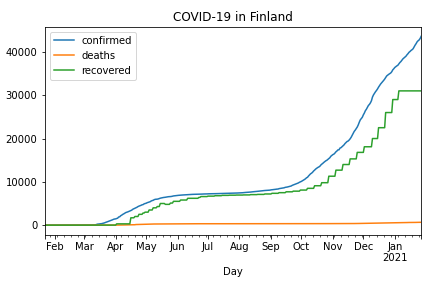 COVID-19 in Finland
confirmed
deaths
recovered
40000
30000
20000
10000
0
Feb Mar Apr May Jun Jul Aug Sep Oct Nov Dec Jan
2021
Day